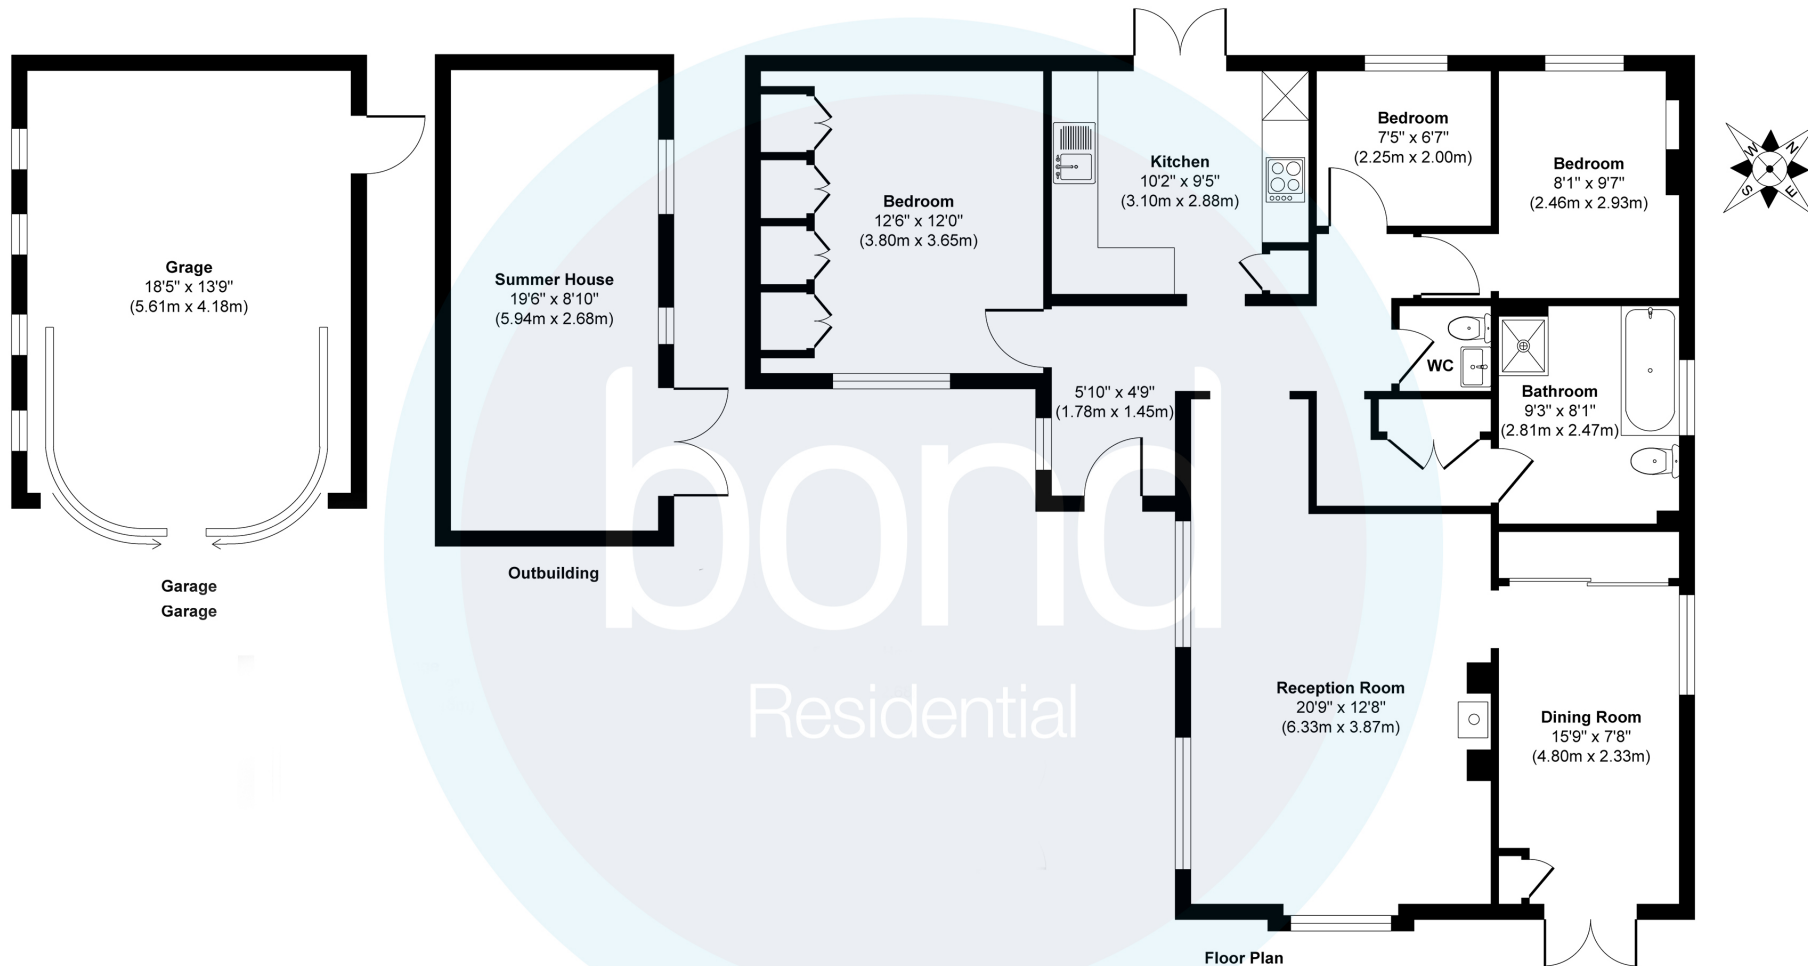 Grage
18'5" x 13'9"
(5.61m x 4.18m)
Garage
Garage
Summer House
19'6" x 8'10"
(5.94m x 2.68m)
Outbuilding
Bedroom
12'6" x 12'0"
(3.80m x 3.65m)
Kitchen
10'2" x 9'5"
(3.10m x 2.88m)
Bedroom
7'5" x 6'7"
(2.25m x 2.00m)
Bedroom
8'1" x 9'7"
(2.46m x 2.93m)
W
N
S
E
5'10" x 4'9"
(1.78m x 1.45m)
WC
Bathroom
9'3" x 8'1"
(2.81m x 2.47m)
bond
Residential
Reception Room
20'9" x 12'8"
(6.33m x 3.87m)
Dining Room
15'9" x 7'8"
(4.80m x 2.33m)
Floor Plan